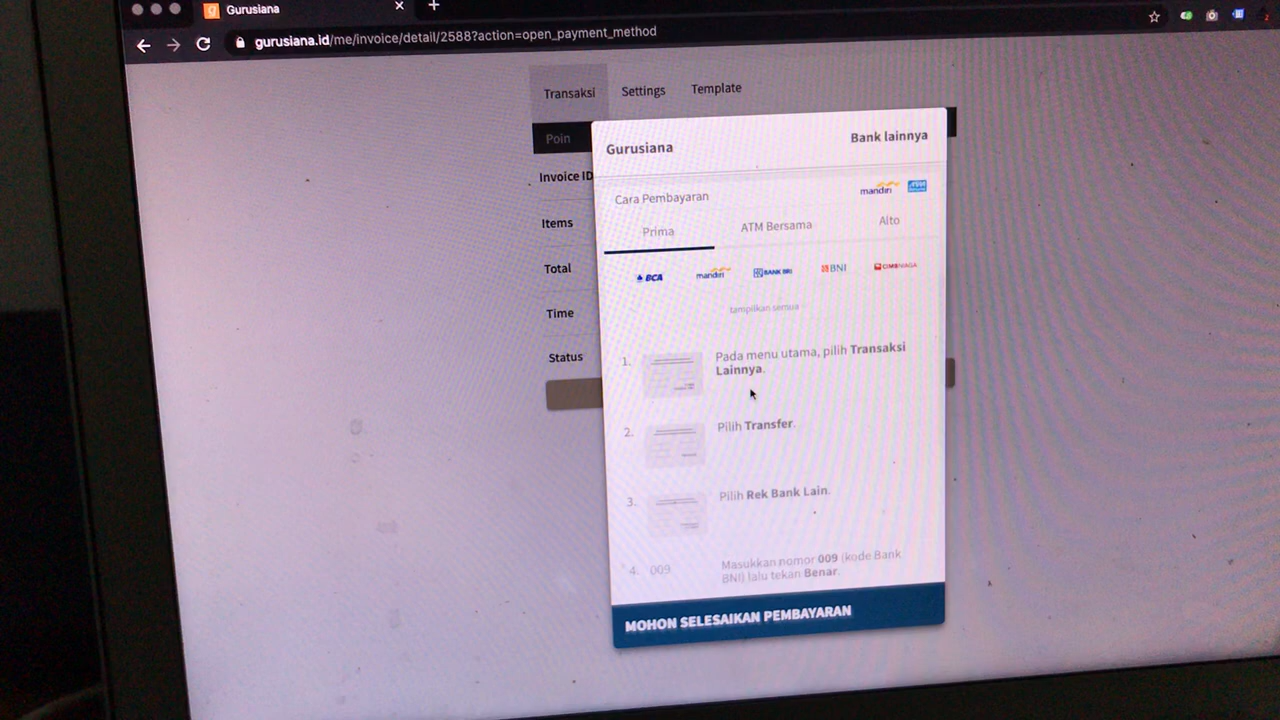 Gurusiana
gurusiana.id/me/invoice/detail/2588?action=open_payment_method
Transaksi Settings Template
Poin
Invoice ID
Items
Total
Time
Status
Gurusiana Bank lainnya
Cara Pembayaran mandiri
Prima ATM Bersama Alto
BCA mandiri BANK BRI BNI CIMB NIAGA
tampilkan semua
1. Pada menu utama, pilih Transaksi
Lainnya.
2. Pilih Transfer.
3. Pilih Rek Bank Lain.
4. 009 Masukkan nomor 009 (kode Bank
BNI) lalu tekan Benar.
MOHON SELESAIKAN PEMBAYARAN